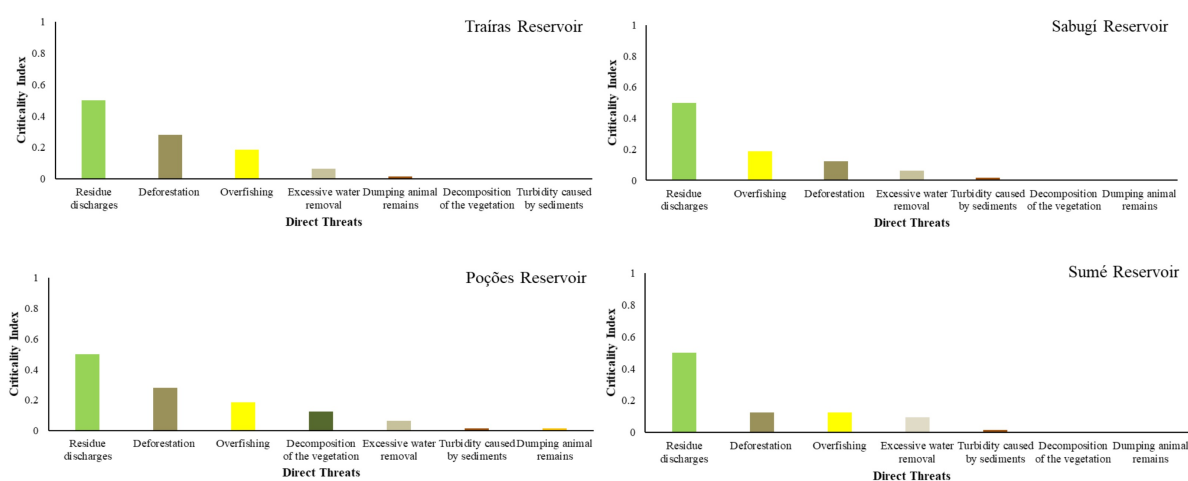 Traíras Reservoir
Criticality Index
1
0.8
0.6
0.4
0.2
0
Residue discharges
Deforestation
Overfishing
Excessive water removal
Dumping animal remains
Decomposition of the vegetation
Turbidity caused by sediments
Direct Threats
Sabugí Reservoir
Criticality Index
1
0.8
0.6
0.4
0.2
0
Residue discharges
Overfishing
Deforestation
Excessive water removal
Turbidity caused by sediments
Decomposition of the vegetation
Dumping animal remains
Direct Threats
Poções Reservoir
Criticality Index
1
0.8
0.6
0.4
0.2
0
Residue discharges
Deforestation
Overfishing
Decomposition of the vegetation
Excessive water removal
Turbidity caused by sediments
Dumping animal remains
Direct Threats
Sumé Reservoir
Criticality Index
1
0.8
0.6
0.4
0.2
0
Residue discharges
Deforestation
Overfishing
Excessive water removal
Turbidity caused by sediments
Decomposition of the vegetation
Dumping animal remains
Direct Threats